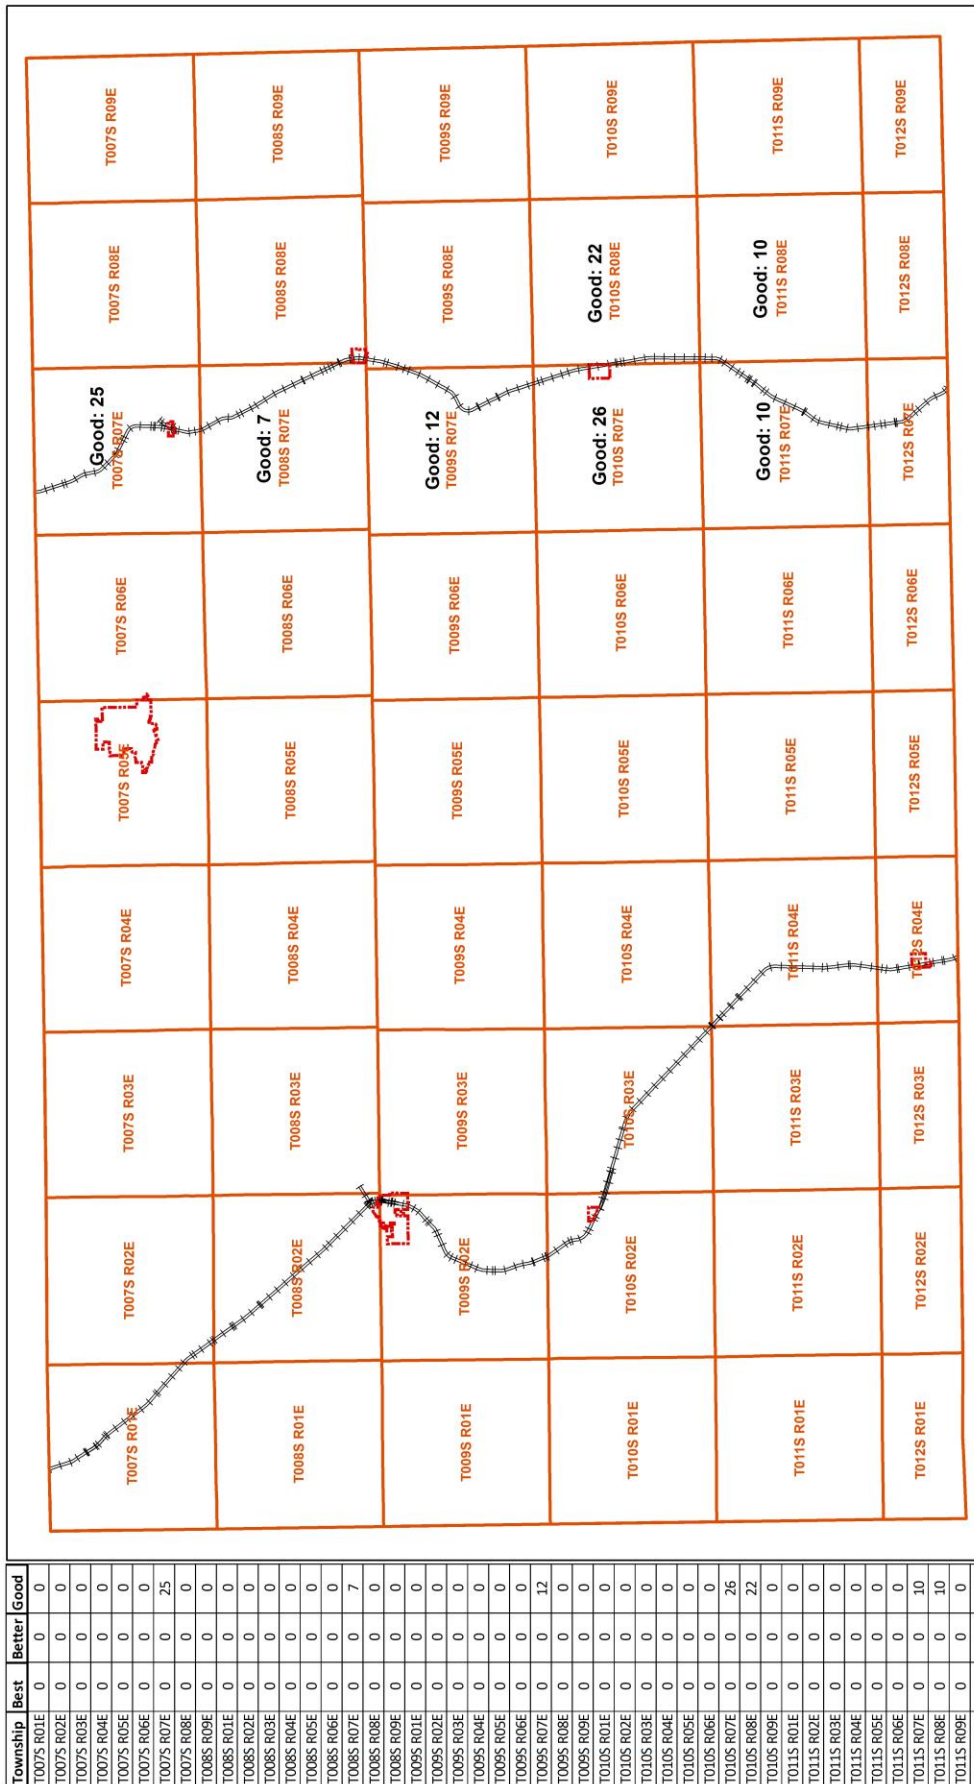 Township Best Better Good
T007S R01E 0 0 0
T007S R02E 0 0 0
T007S R03E 0 0 0
T007S R04E 0 0 0
T007S R05E 0 0 0
T007S R06E 0 0 0
T007S R07E 0 0 25
T007S R08E 0 0 0
T007S R09E 0 0 0
T008S R01E 0 0 0
T008S R02E 0 0 0
T008S R03E 0 0 0
T008S R04E 0 0 0
T008S R05E 0 0 0
T008S R06E 0 0 0
T008S R07E 0 0 7
T008S R08E 0 0 0
T008S R09E 0 0 0
T009S R01E 0 0 0
T009S R02E 0 0 0
T009S R03E 0 0 0
T009S R04E 0 0 0
T009S R05E 0 0 0
T009S R06E 0 0 0
T009S R07E 0 0 12
T009S R08E 0 0 0
T009S R09E 0 0 0
T010S R01E 0 0 0
T010S R02E 0 0 0
T010S R03E 0 0 0
T010S R04E 0 0 0
T010S R05E 0 0 0
T010S R06E 0 0 0
T010S R07E 0 0 26
T010S R08E 0 0 22
T010S R09E 0 0 0
T011S R01E 0 0 0
T011S R02E 0 0 0
T011S R03E 0 0 0
T011S R04E 0 0 0
T011S R05E 0 0 0
T011S R06E 0 0 0
T011S R07E 0 0 10
T011S R08E 0 0 10
T011S R09E 0 0 0
T007S R01E
T007S R02E
T007S R03E
T007S R04E
T007S R05E
T007S R06E
Good: 25
T007S R07E
T007S R08E
T007S R09E
T008S R01E
T008S R02E
T008S R03E
T008S R04E
T008S R05E
T008S R06E
Good: 7
T008S R07E
T008S R08E
T008S R09E
T009S R01E
T009S R02E
T009S R03E
T009S R04E
T009S R05E
T009S R06E
Good: 12
T009S R07E
T009S R08E
T009S R09E
T010S R01E
T010S R02E
T010S R03E
T010S R04E
T010S R05E
T010S R06E
Good: 26
T010S R07E
Good: 22
T010S R08E
T010S R09E
T011S R01E
T011S R02E
T011S R03E
T011S R04E
T011S R05E
T011S R06E
Good: 10
T011S R07E
Good: 10
T011S R08E
T011S R09E
T012S R01E
T012S R02E
T012S R03E
T012S R04E
T012S R05E
T012S R06E
T012S R07E
T012S R08E
T012S R09E